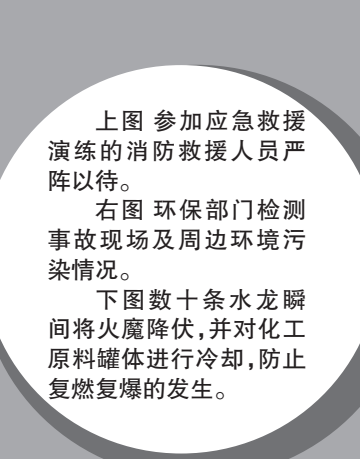 上图 参加应急救援
演练的消防救援人员严
阵以待。
右图 环保部门检测
事故现场及周边环境污
染情况。
下图数十条水龙瞬
间将火魔降伏,并对化工
原料罐体进行冷却,防止
复燃复爆的发生。